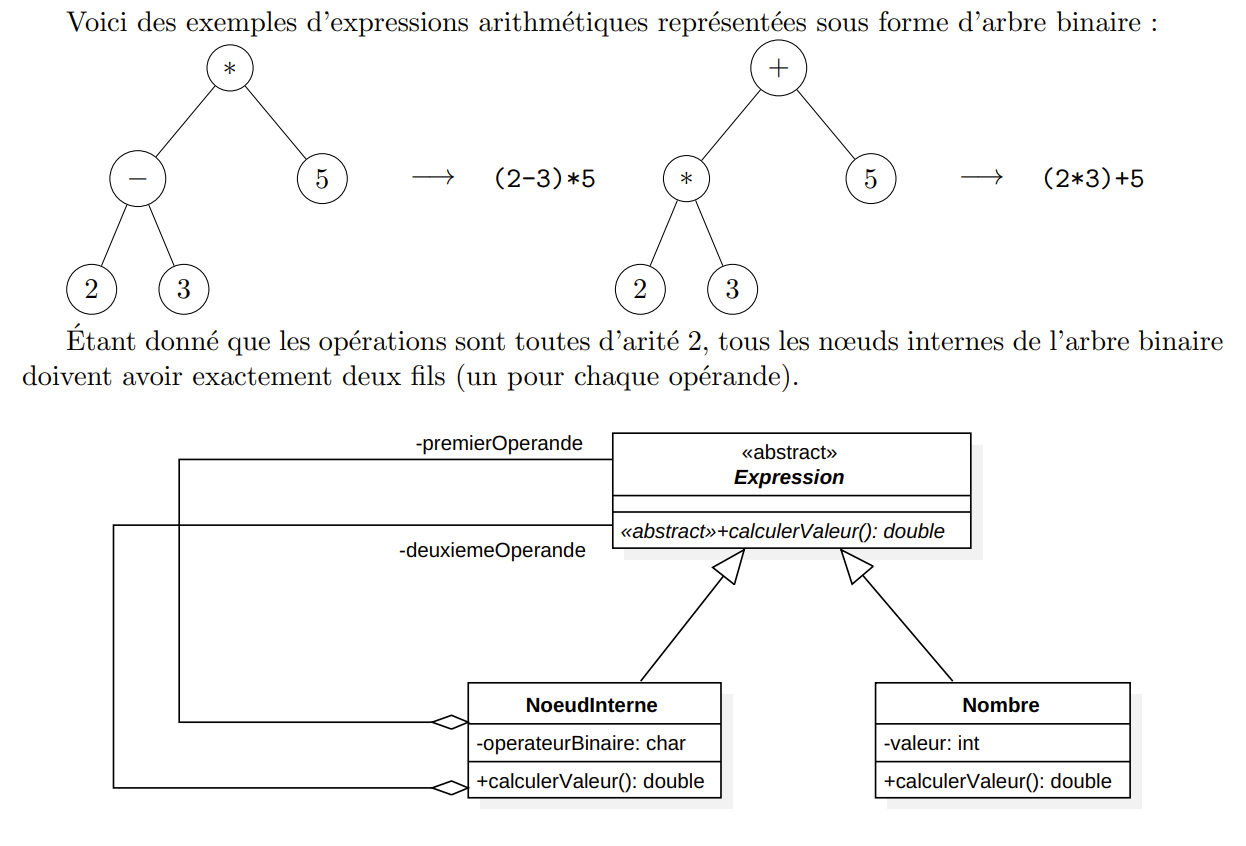 Voici des exemples d'expressions arithmétiques représentées sous forme d'arbre binaire :
*
+
−
5
⟶
(2-3)*5
*
5
⟶
(2*3)+5
2
3
2
3
Étant donné que les opérations sont toutes d'arité 2, tous les nœuds internes de l'arbre binaire
doivent avoir exactement deux fils (un pour chaque opérande).
-premierOperande
«abstract»
Expression
«abstract»+calculerValeur(): double
-deuxiemeOperande
NoeudInterne
-operateurBinaire: char
+calculerValeur(): double
Nombre
-valeur: int
+calculerValeur(): double